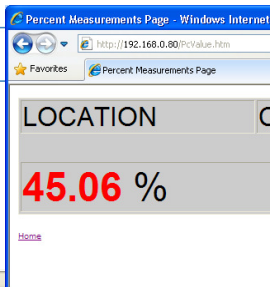 Percent Measurements Page - Windows Internet
http://192.168.0.80/PcValue.htm
Favorites Percent Measurements Page
LOCATION
45.06 %
Home